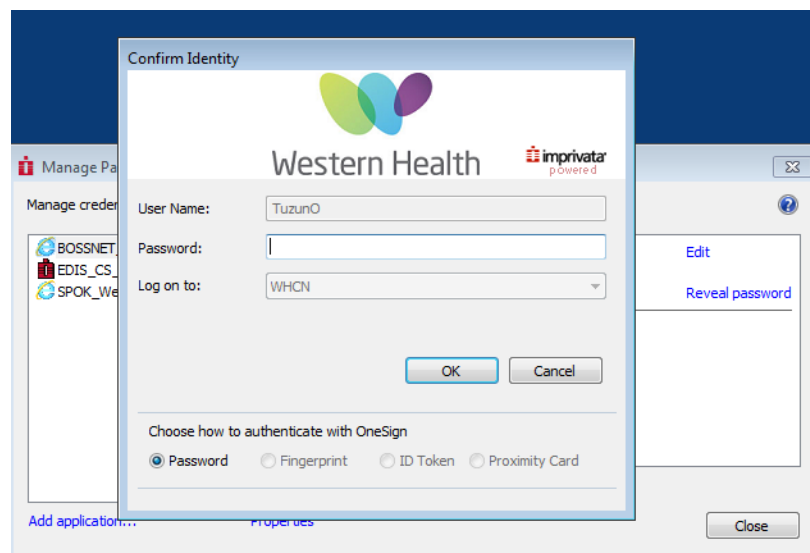 Confirm Identity
Western Health
imprivata
powered
Manage Pa
Manage creder
User Name:
TuzunO
Password:
BOSSNET_
Edit
EDIS_CS_
Log on to:
WHCN
SPOK_We
Reveal password
OK
Cancel
Choose how to authenticate with OneSign
Password
Fingerprint
ID Token
Proximity Card
Add application...
Properties
Close